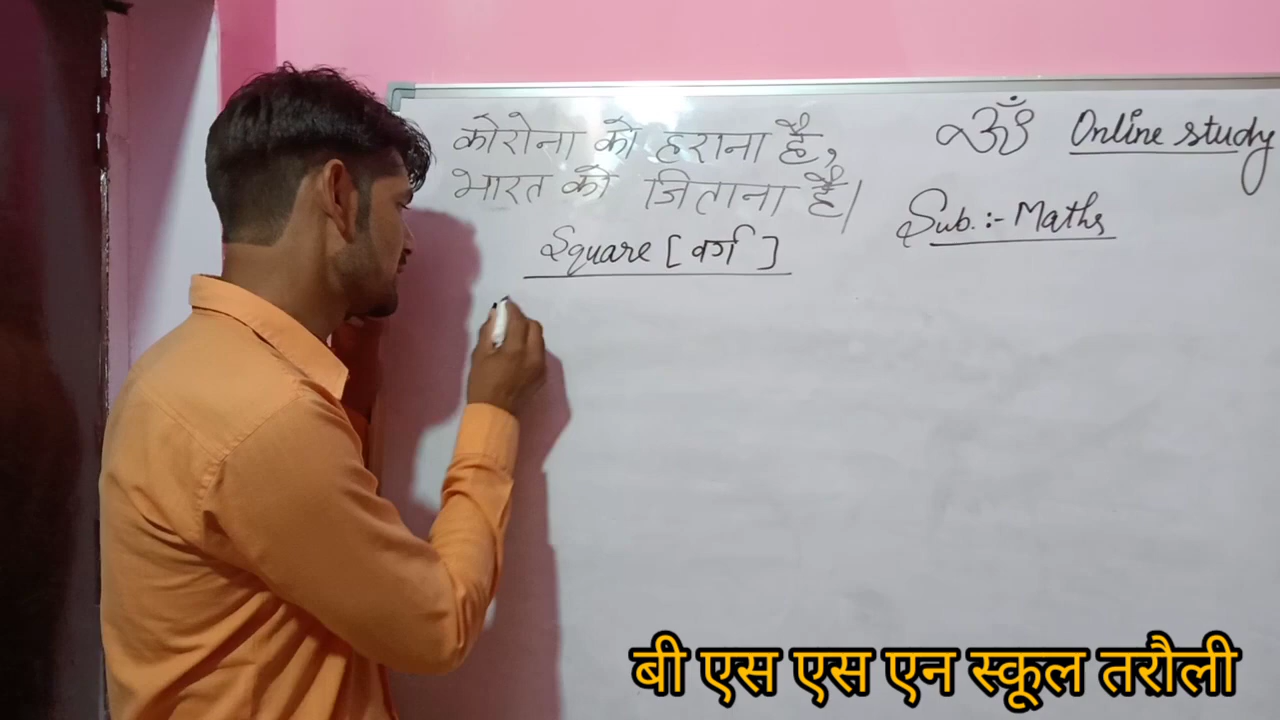 कोरोना को हराना है,
भारत को जिताना है|
ॐ Online study
Sub.:- Maths
Square [ वर्ग ]
बी एस एस एन स्कूल तरौली